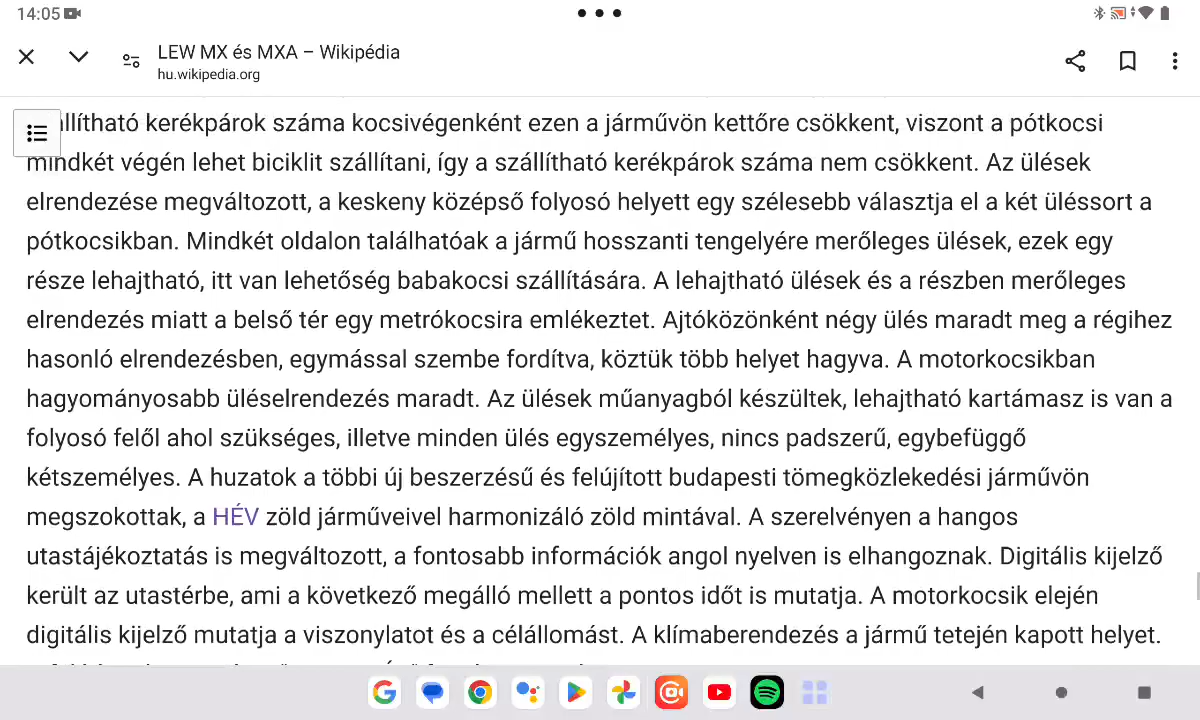 14:05
LEW MX és MXA – Wikipédia
hu.wikipedia.org
állítható kerékpárok száma kocsivégenként ezen a járművön kettőre csökkent, viszont a pótkocsi
mindkét végén lehet biciklit szállítani, így a szállítható kerékpárok száma nem csökkent. Az ülések
elrendezése megváltozott, a keskeny középső folyosó helyett egy szélesebb választja el a két üléssort a
pótkocsikban. Mindkét oldalon találhatóak a jármű hosszanti tengelyére merőleges ülések, ezek egy
része lehajtható, itt van lehetőség babakocsi szállítására. A lehajtható ülések és a részben merőleges
elrendezés miatt a belső tér egy metrókocsira emlékeztet. Ajtóközönként négy ülés maradt meg a régihez
hasonló elrendezésben, egymással szembe fordítva, köztük több helyet hagyva. A motorkocsikban
hagyományosabb üléselrendezés maradt. Az ülések műanyagból készültek, lehajtható kartámasz is van a
folyosó felől ahol szükséges, illetve minden ülés egyszemélyes, nincs padszerű, egybefüggő
kétszemélyes. A huzatok a többi új beszerzésű és felújított budapesti tömegközlekedési járművön
megszokottak, a HÉV zöld járműveivel harmonizáló zöld mintával. A szerelvényen a hangos
utastájékoztatás is megváltozott, a fontosabb információk angol nyelven is elhangoznak. Digitális kijelző
került az utastérbe, ami a következő megálló mellett a pontos időt is mutatja. A motorkocsik elején
digitális kijelző mutatja a viszonylatot és a célállomást. A klímaberendezés a jármű tetején kapott helyet.